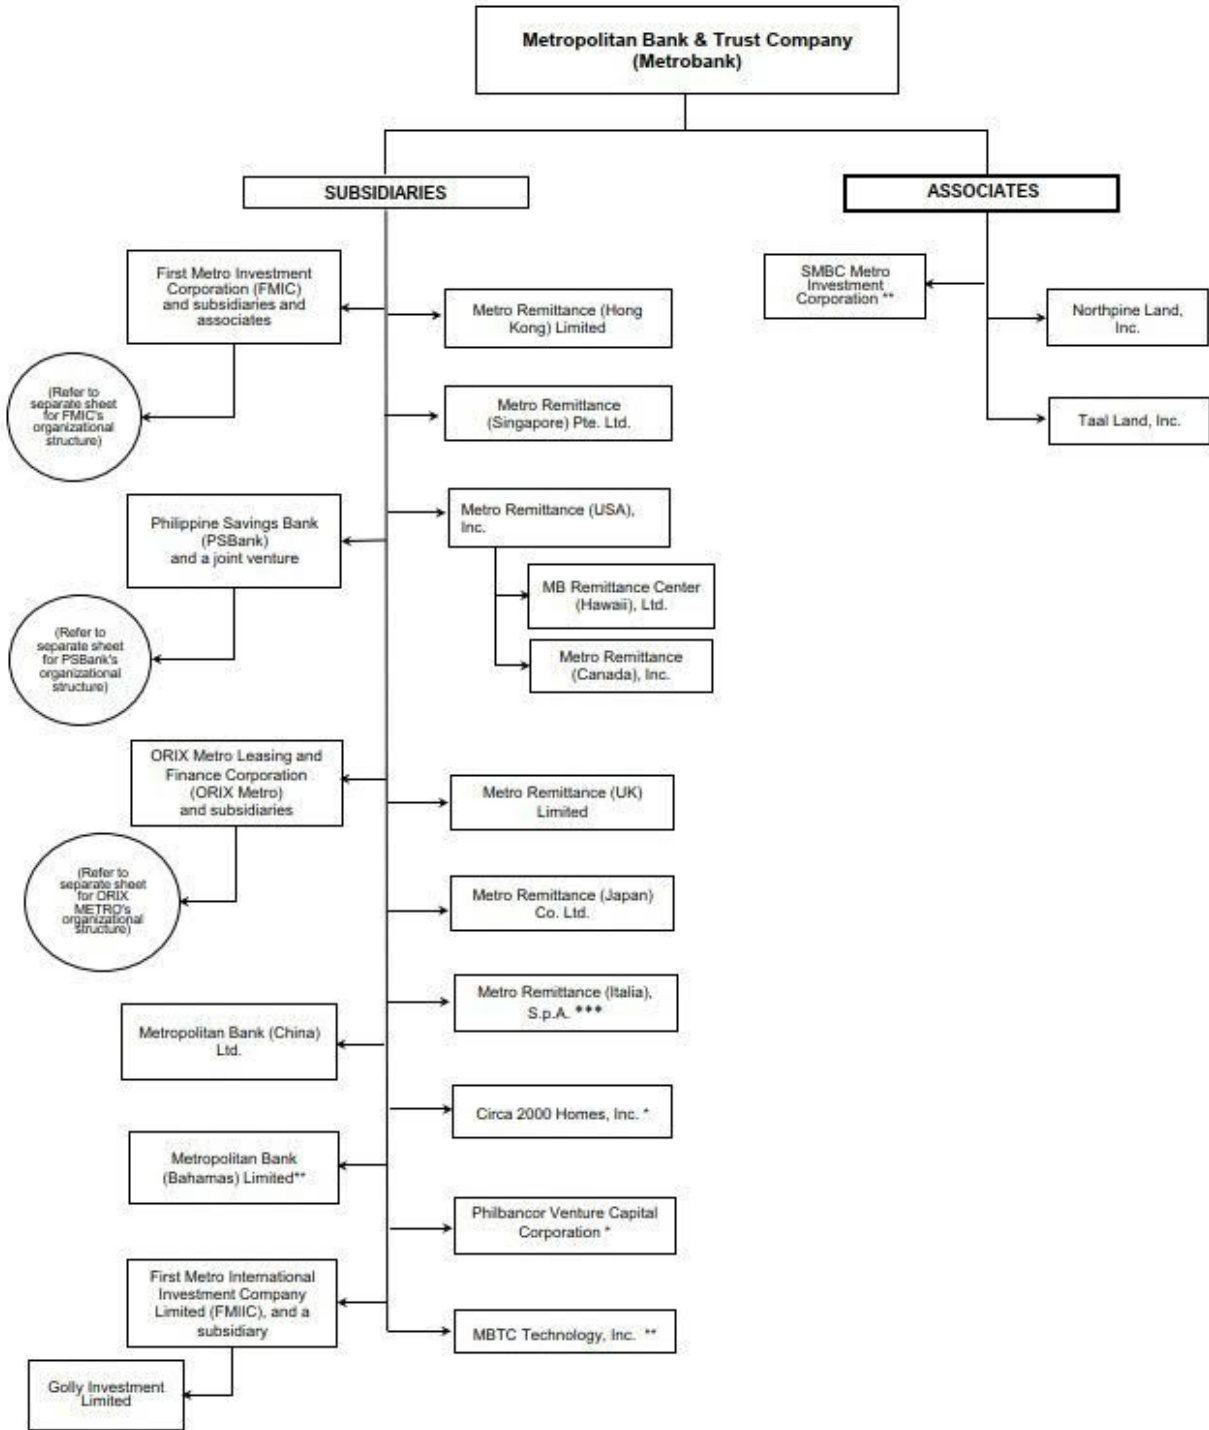 Metropolitan Bank & Trust Company
(Metrobank)
SUBSIDIARIES
ASSOCIATES
First Metro Investment
Corporation (FMIC)
and subsidiaries and
associates
(Refer to
separate sheet
for FMIC's
organizational
structure)
Philippine Savings Bank
(PSBank)
and a joint venture
(Refer to
separate sheet
for PSBank's
organizational
structure)
ORIX Metro Leasing and
Finance Corporation
(ORIX Metro)
and subsidiaries
(Refer to
separate sheet
for ORIX
METRO's
organizational
structure)
Metropolitan Bank (China)
Ltd.
Metropolitan Bank
(Bahamas) Limited**
First Metro International
Investment Company
Limited (FMIIC), and a
subsidiary
Golly Investment
Limited
Metro Remittance (Hong
Kong) Limited
Metro Remittance
(Singapore) Pte. Ltd.
Metro Remittance (USA),
Inc.
MB Remittance Center
(Hawaii), Ltd.
Metro Remittance
(Canada), Inc.
Metro Remittance (UK)
Limited
Metro Remittance (Japan)
Co. Ltd.
Metro Remittance (Italia),
S.p.A. ***
Circa 2000 Homes, Inc. *
Philbancor Venture Capital
Corporation *
MBTC Technology, Inc. **
SMBC Metro
Investment
Corporation **
Northpine Land,
Inc.
Taal Land, Inc.